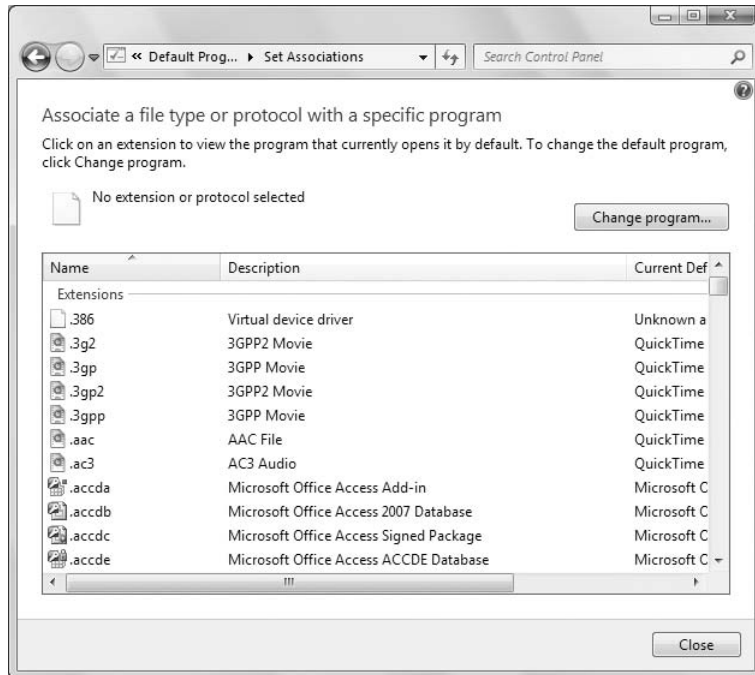 « Default Prog... ▸ Set Associations
Search Control Panel
Associate a file type or protocol with a specific program
Click on an extension to view the program that currently opens it by default. To change the default program,
click Change program.
No extension or protocol selected
Change program...
Name Description Current Def
Extensions
.386 Virtual device driver Unknown a
.3g2 3GPP2 Movie QuickTime
.3gp 3GPP Movie QuickTime
.3gp2 3GPP2 Movie QuickTime
.3gpp 3GPP Movie QuickTime
.aac AAC File QuickTime
.ac3 AC3 Audio QuickTime
.accda Microsoft Office Access Add-in Microsoft O
.accdb Microsoft Office Access 2007 Database Microsoft O
.accdc Microsoft Office Access Signed Package Microsoft O
.accde Microsoft Office Access ACCDE Database Microsoft O
Close